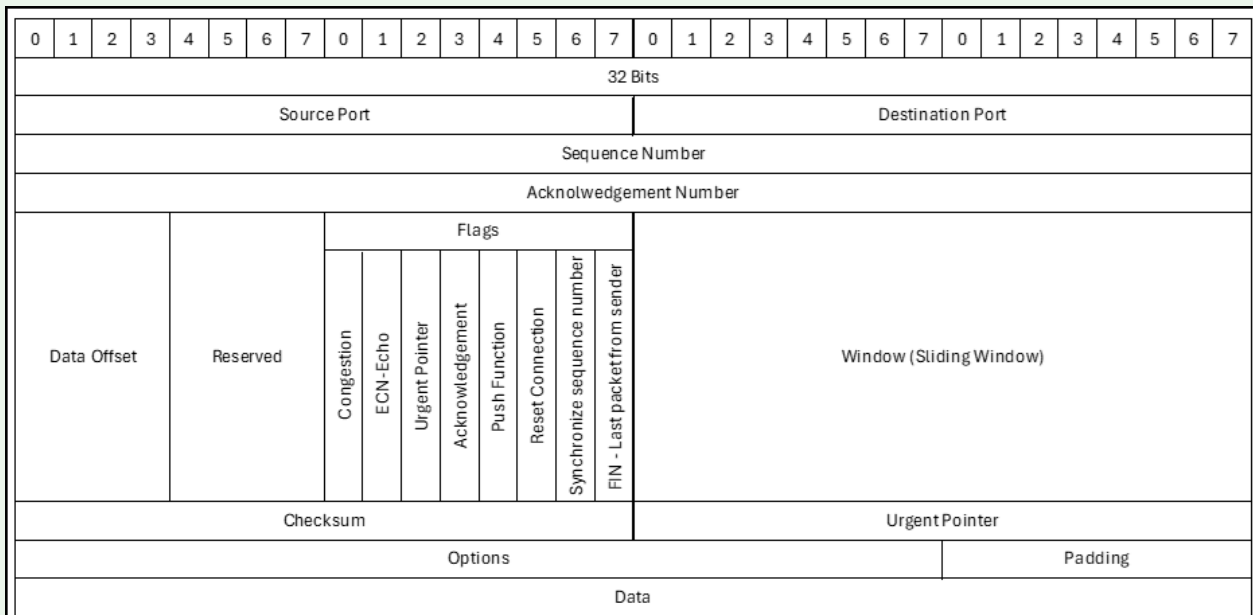 0 1 2 3 4 5 6 7 0 1 2 3 4 5 6 7 0 1 2 3 4 5 6 7 0 1 2 3 4 5 6 7
32 Bits
Source Port Destination Port
Sequence Number
Acknolwedgement Number
Data Offset
Reserved
Flags
Congestion
ECN-Echo
Urgent Pointer
Acknowledgement
Push Function
Reset Connection
Synchronize sequence number
FIN - Last packet from sender
Window (Sliding Window)
Checksum Urgent Pointer
Options Padding
Data